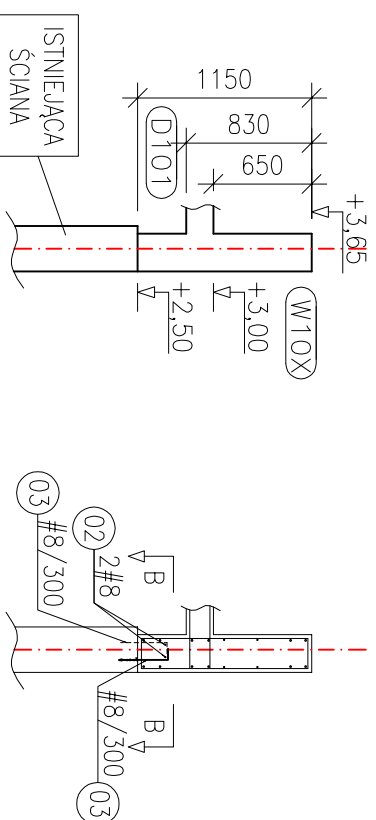 ISTNIEJĄCA
ŚCIANA
1150
830
650
D101
+3,65
W10X
+3,00
+2,50
03
#8/300
02
2#8
B
B
#8/300
03